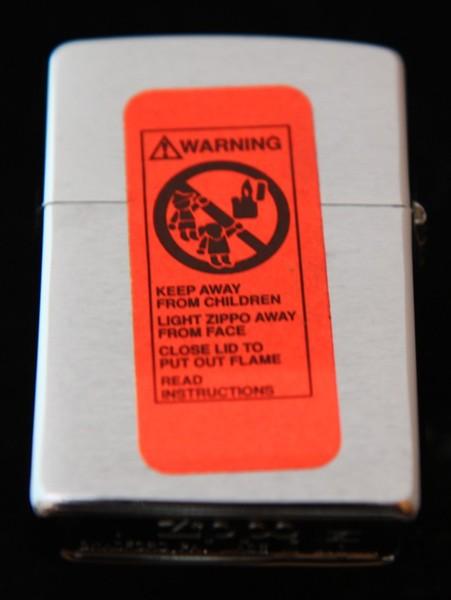 WARNING
KEEP AWAY
FROM CHILDREN
LIGHT ZIPPO AWAY
FROM FACE
CLOSE LID TO
PUT OUT FLAME
READ
INSTRUCTIONS